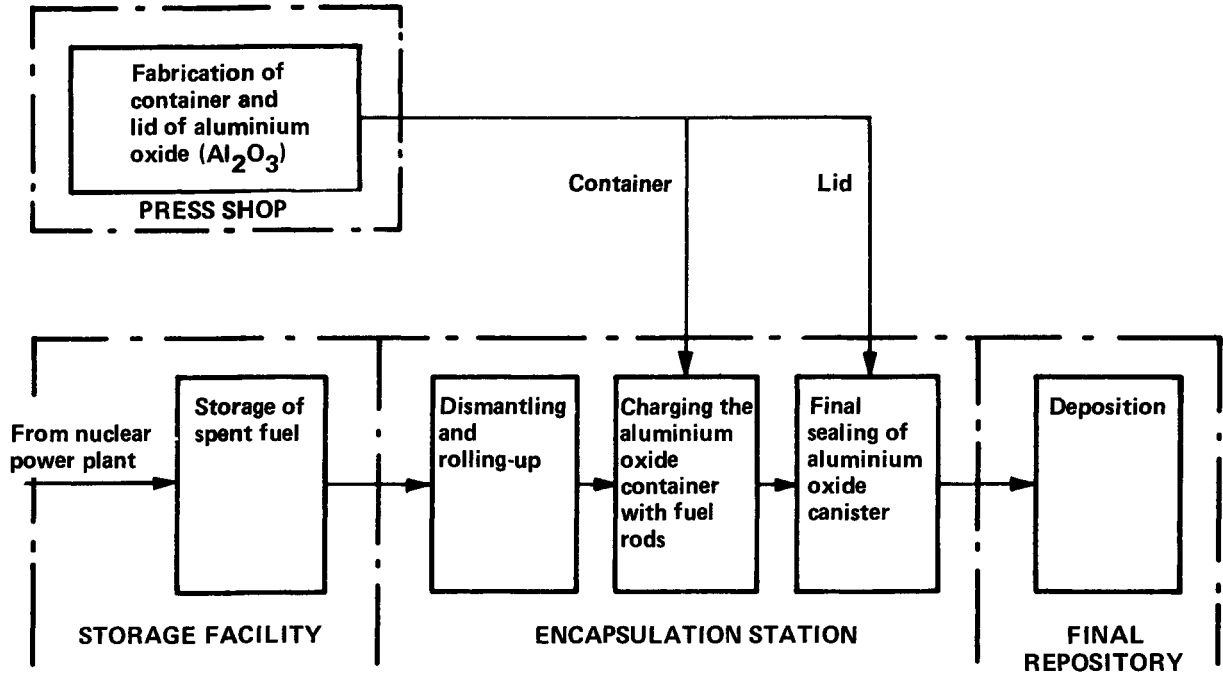 Fabrication of
container and
lid of aluminium
oxide (Al2O3)
PRESS SHOP
Container
Lid
From nuclear
power plant
Storage of
spent fuel
Dismantling
and
rolling-up
Charging the
aluminium
oxide
container
with fuel
rods
Final
sealing of
aluminium
oxide
canister
Deposition
STORAGE FACILITY
ENCAPSULATION STATION
FINAL
REPOSITORY